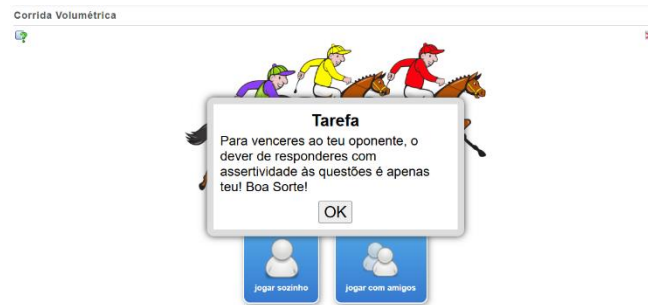 Corrida Volumétrica
Tarefa
Para venceres ao teu oponente, o
dever de responderes com
assertividade às questões é apenas
teu! Boa Sorte!
OK
jogar sozinho
jogar com amigos